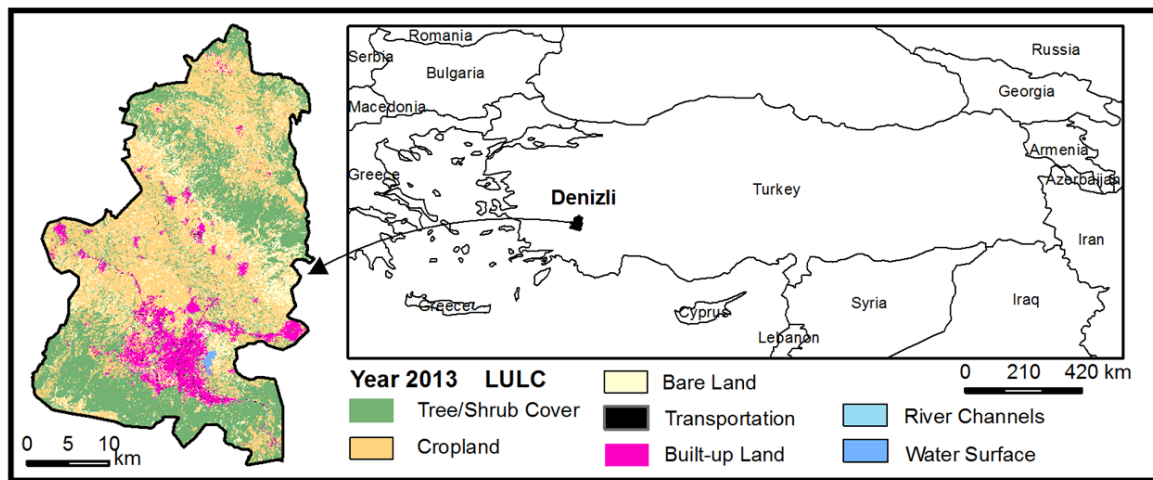 Romania
Serbia
Bulgaria
Russia
Georgia
Macedonia
Armenia
Azerbaijan
Greece
Denizli
Turkey
Iran
Greece
Cyprus
Syria
Iraq
Lebanon
Year 2013 LULC
Tree/Shrub Cover
Cropland
Bare Land
Transportation
Built-up Land
River Channels
Water Surface
0 210 420 km
0 5 10
km